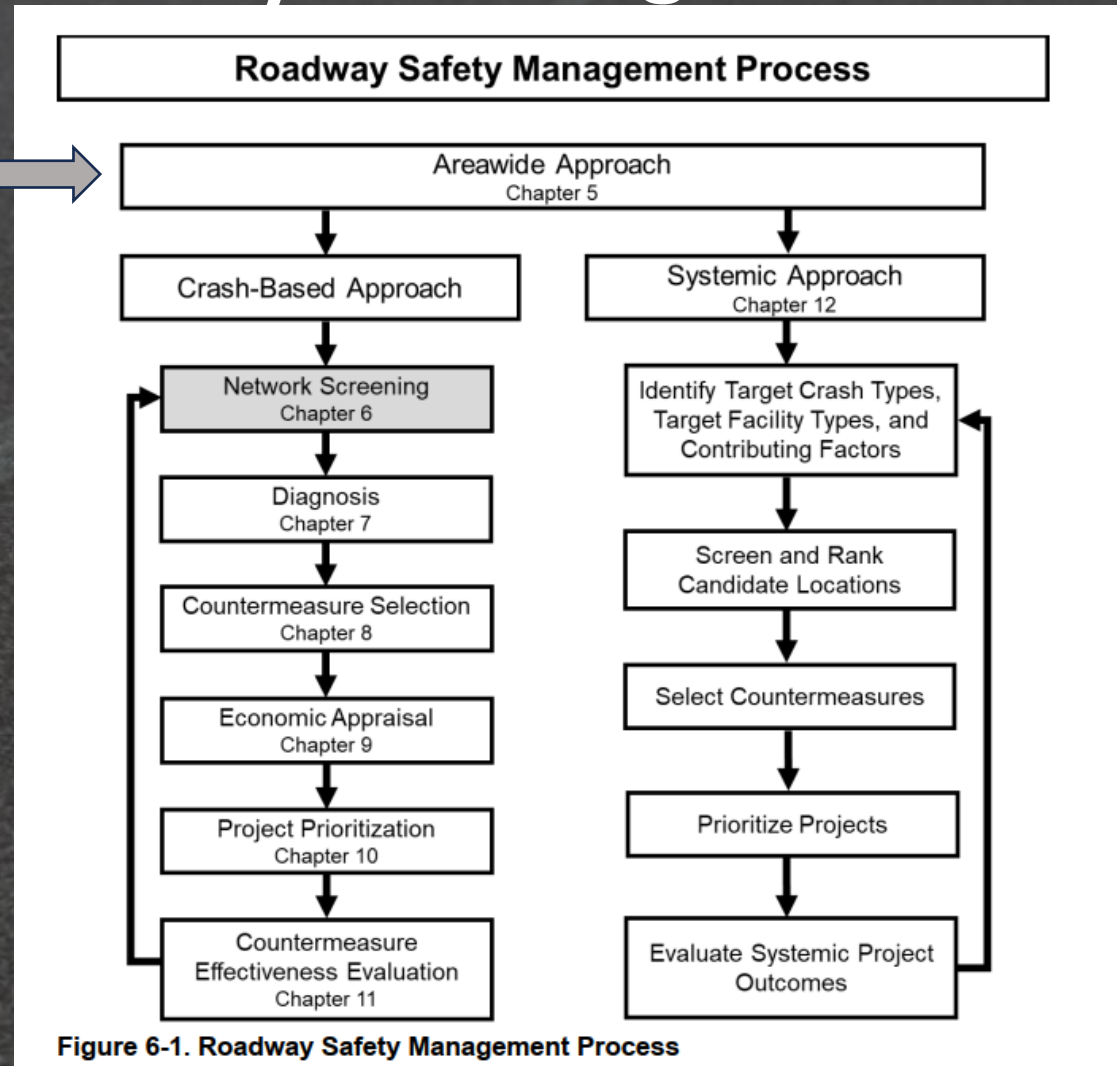 Roadway Safety Management Process
Areawide Approach
Chapter 5
Crash-Based Approach
Network Screening
Chapter 6
Diagnosis
Chapter 7
Countermeasure Selection
Chapter 8
Economic Appraisal
Chapter 9
Project Prioritization
Chapter 10
Countermeasure
Effectiveness Evaluation
Chapter 11
Systemic Approach
Chapter 12
Identify Target Crash Types,
Target Facility Types, and
Contributing Factors
Screen and Rank
Candidate Locations
Select Countermeasures
Prioritize Projects
Evaluate Systemic Project
Outcomes
Figure 6-1. Roadway Safety Management Process